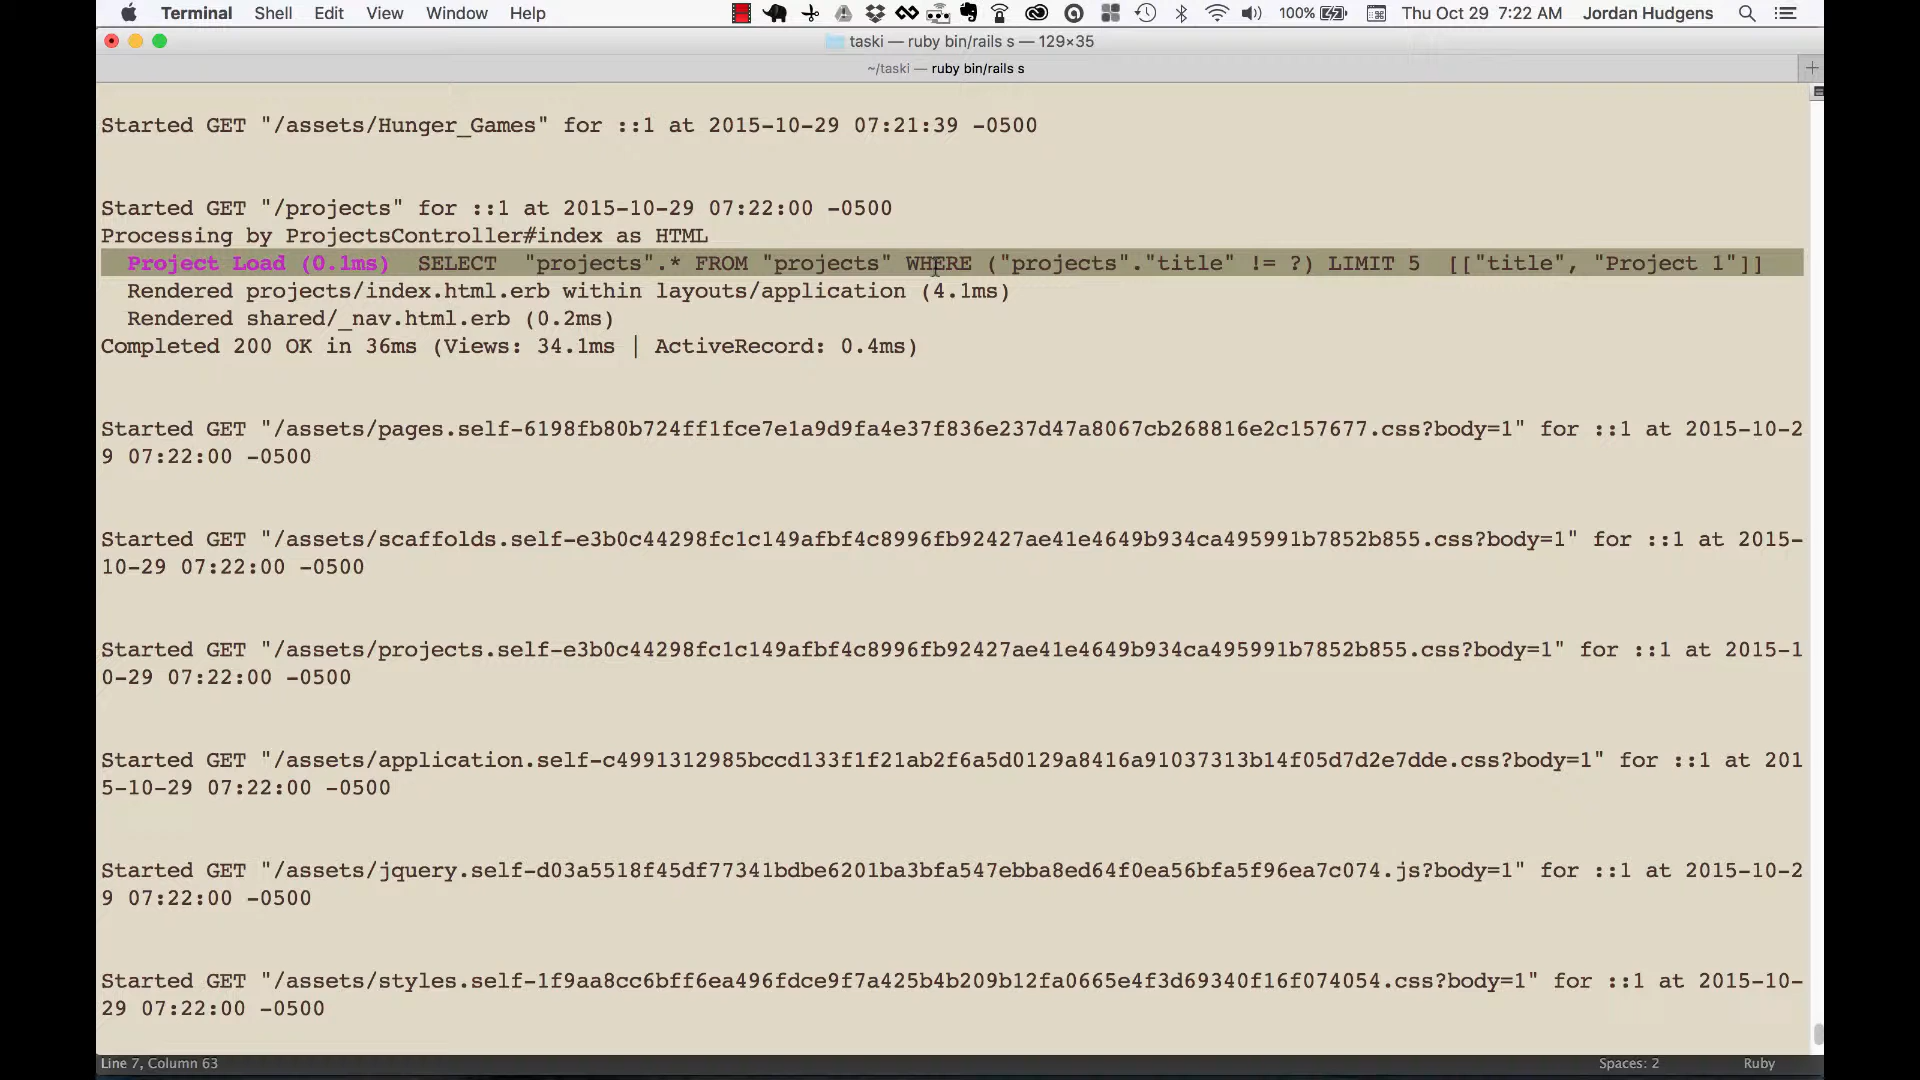 Terminal Shell Edit View Window Help 100% Thu Oct 29 7:22 AM Jordan Hudgens
taski — ruby bin/rails s — 129×35
~/taski — ruby bin/rails s
Started GET "/assets/Hunger_Games" for ::1 at 2015-10-29 07:21:39 -0500
Started GET "/projects" for ::1 at 2015-10-29 07:22:00 -0500
Processing by ProjectsController#index as HTML
Project Load (0.1ms) SELECT "projects".* FROM "projects" WHERE ("projects"."title" != ?) LIMIT 5 [["title", "Project 1"]]
Rendered projects/index.html.erb within layouts/application (4.1ms)
Rendered shared/_nav.html.erb (0.2ms)
Completed 200 OK in 36ms (Views: 34.1ms | ActiveRecord: 0.4ms)
Started GET "/assets/pages.self-6198fb80b724ff1fce7e1a9d9fa4e37f836e237d47a8067cb268816e2c157677.css?body=1" for ::1 at 2015-10-2
9 07:22:00 -0500
Started GET "/assets/scaffolds.self-e3b0c44298fc1c149afbf4c8996fb92427ae41e4649b934ca495991b7852b855.css?body=1" for ::1 at 2015-
10-29 07:22:00 -0500
Started GET "/assets/projects.self-e3b0c44298fc1c149afbf4c8996fb92427ae41e4649b934ca495991b7852b855.css?body=1" for ::1 at 2015-1
0-29 07:22:00 -0500
Started GET "/assets/application.self-c4991312985bccd133f1f21ab2f6a5d0129a8416a91037313b14f05d7d2e7dde.css?body=1" for ::1 at 201
5-10-29 07:22:00 -0500
Started GET "/assets/jquery.self-d03a5518f45df77341bdbe6201ba3bfa547ebba8ed64f0ea56bfa5f96ea7c074.js?body=1" for ::1 at 2015-10-2
9 07:22:00 -0500
Started GET "/assets/styles.self-1f9aa8cc6bff6ea496fdce9f7a425b4b209b12fa0665e4f3d69340f16f074054.css?body=1" for ::1 at 2015-10-
29 07:22:00 -0500
Line 7, Column 63 Spaces: 2 Ruby